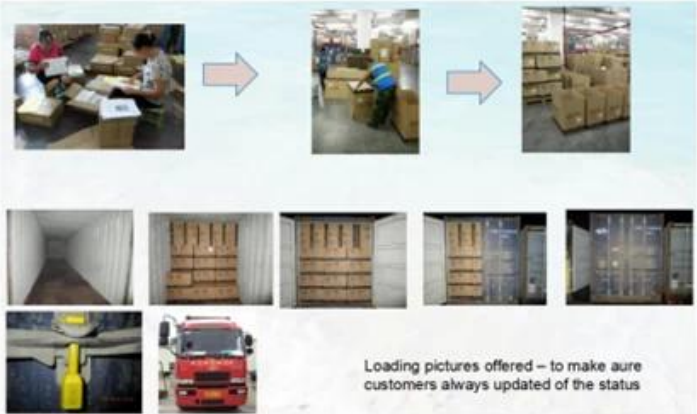 Loading pictures offered – to make aure
customers always updated of the status